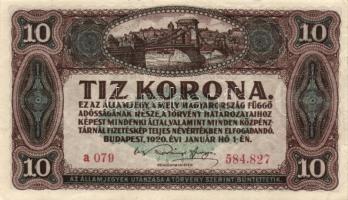 10 10
TIZ KORONA.
EZ AZ ÁLLAMJEGY, A MELY MAGYARORSZÁG FÜGGŐ
ADÓSSÁGÁNAK RÉSZE, A TÖRVÉNY HATÁROZATAIHOZ
KÉPEST MINDENKI ÁLTAL, VALAMINT MINDEN KÖZPÉNZ-
TÁRNÁL FIZETÉSKÉP TELJES NÉVÉRTÉKBEN ELFOGADANDÓ.
BUDAPEST, 1920. ÉVI JANUÁR HÓ 1-ÉN.
a 079 584.827
PÉNZÜGYMINISZTER
10 10
AZ ÁLLAMJEGYEK UTÁNZÁSA A TÖRVÉNY SZERINT BÜNTETTETIK.